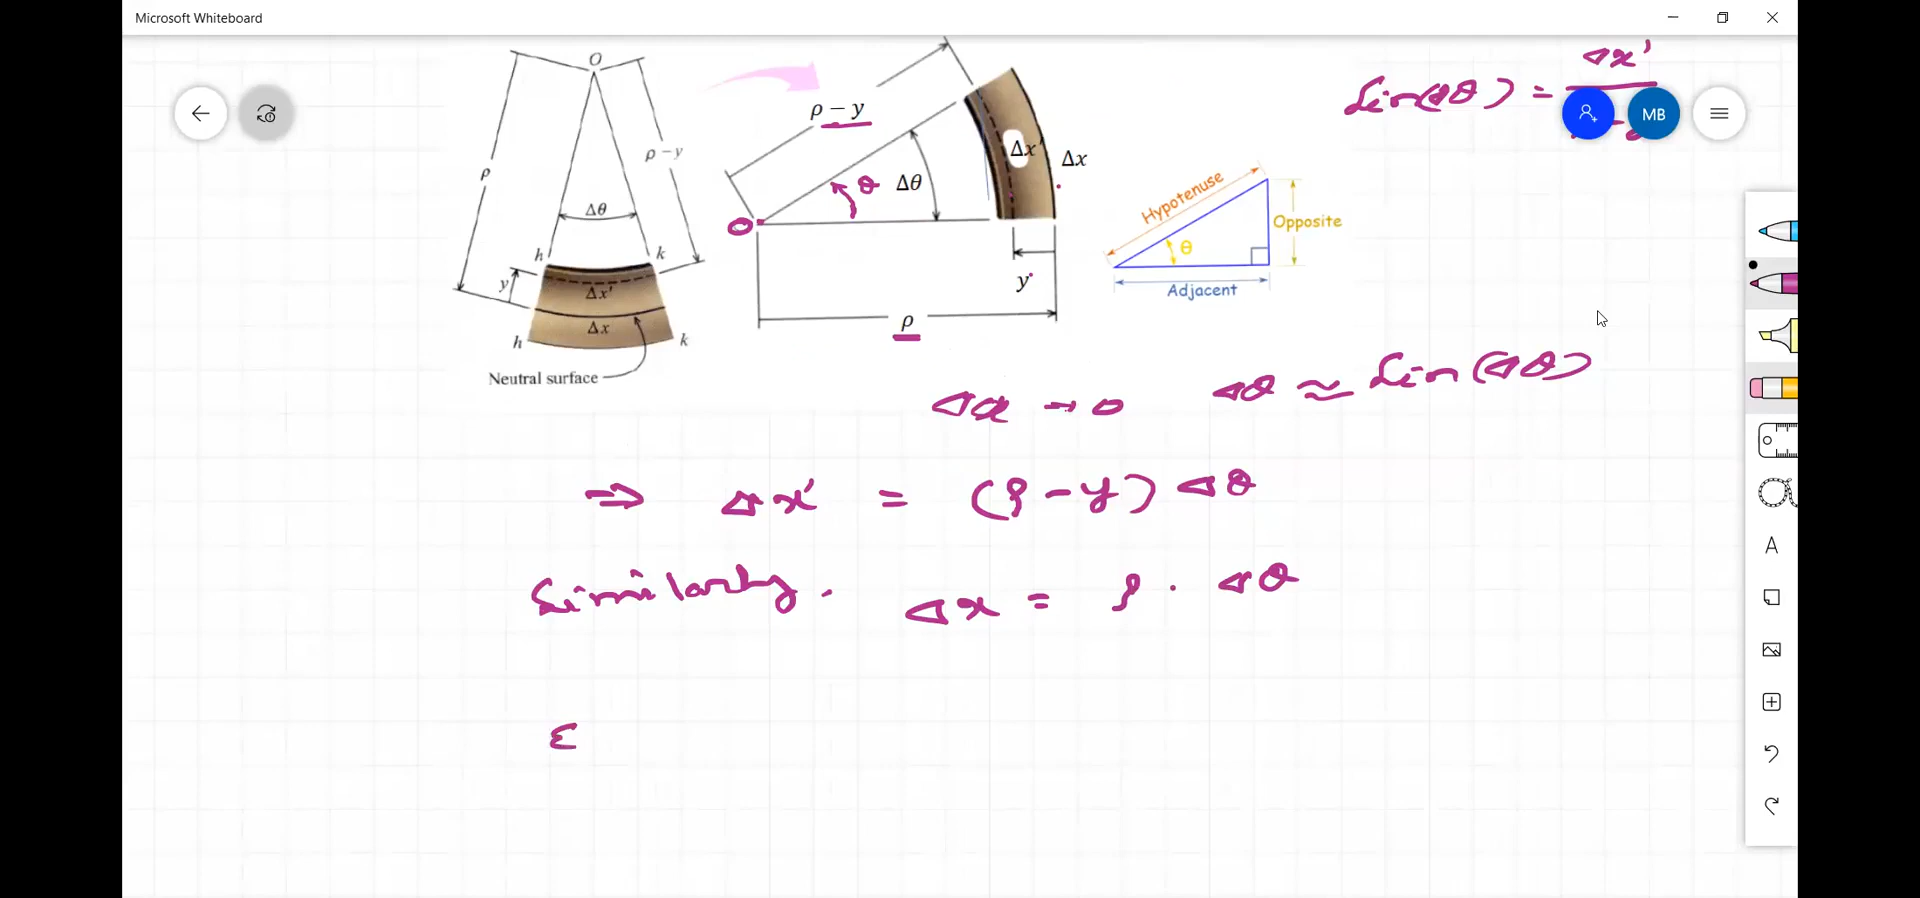 Microsoft Whiteboard
O
ρ
ρ – y
Δθ
h
k
y
Δx'
Δx
h
k
Neutral surface
ρ – y
θ
Δθ
O
Δx'
Δx
y
ρ
Hypotenuse
Opposite
θ
Adjacent
Sin(Δθ) = Δx'
MB
Δx → 0 Δθ ≈ Sin(Δθ)
⇒ Δx' = (ρ – y) Δθ
Similarly. Δx = ρ . Δθ
ε
A